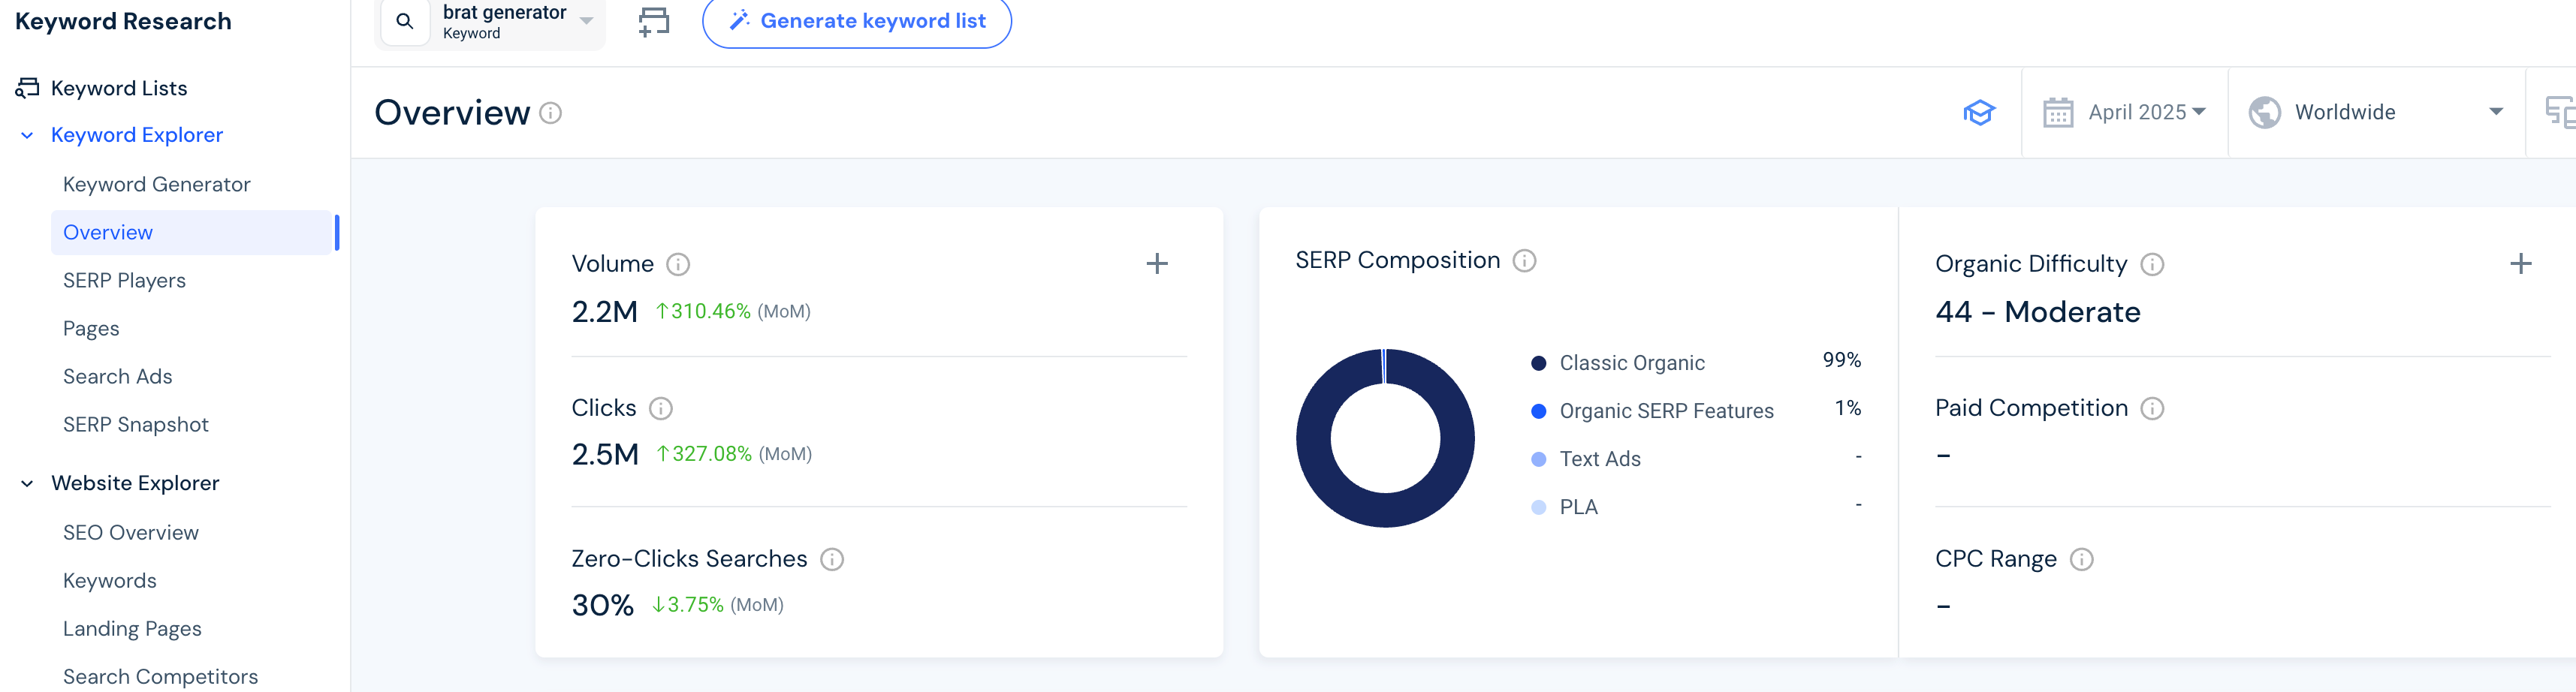 Keyword Research
Keyword Lists
Keyword Explorer
Keyword Generator
Overview
SERP Players
Pages
Search Ads
SERP Snapshot
Website Explorer
SEO Overview
Keywords
Landing Pages
Search Competitors
brat generator
Keyword
Generate keyword list
Overview
April 2025
Worldwide
Volume
2.2M ↑310.46% (MoM)
Clicks
2.5M ↑327.08% (MoM)
Zero-Clicks Searches
30% ↓3.75% (MoM)
SERP Composition
Classic Organic 99%
Organic SERP Features 1%
Text Ads -
PLA -
Organic Difficulty
44 - Moderate
Paid Competition
-
CPC Range
-